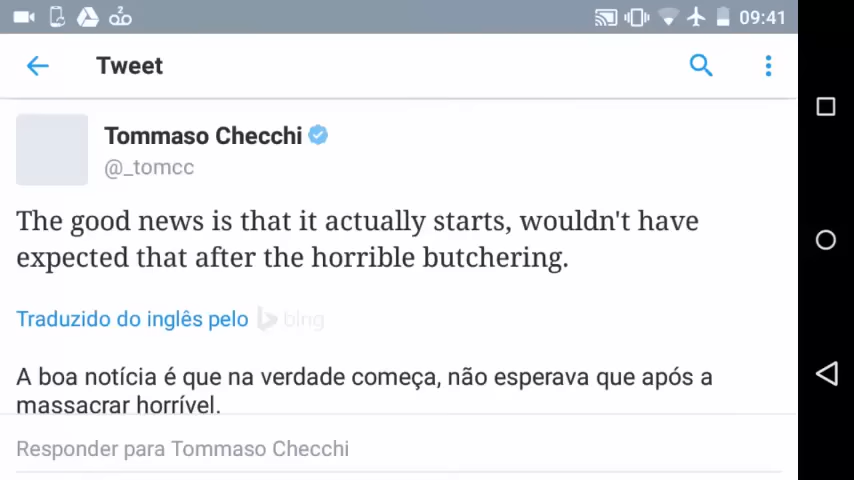 09:41
Tweet
Tommaso Checchi
@_tomcc
The good news is that it actually starts, wouldn't have
expected that after the horrible butchering.
Traduzido do inglês pelo bing
A boa notícia é que na verdade começa, não esperava que após a
massacrar horrível.
Responder para Tommaso Checchi